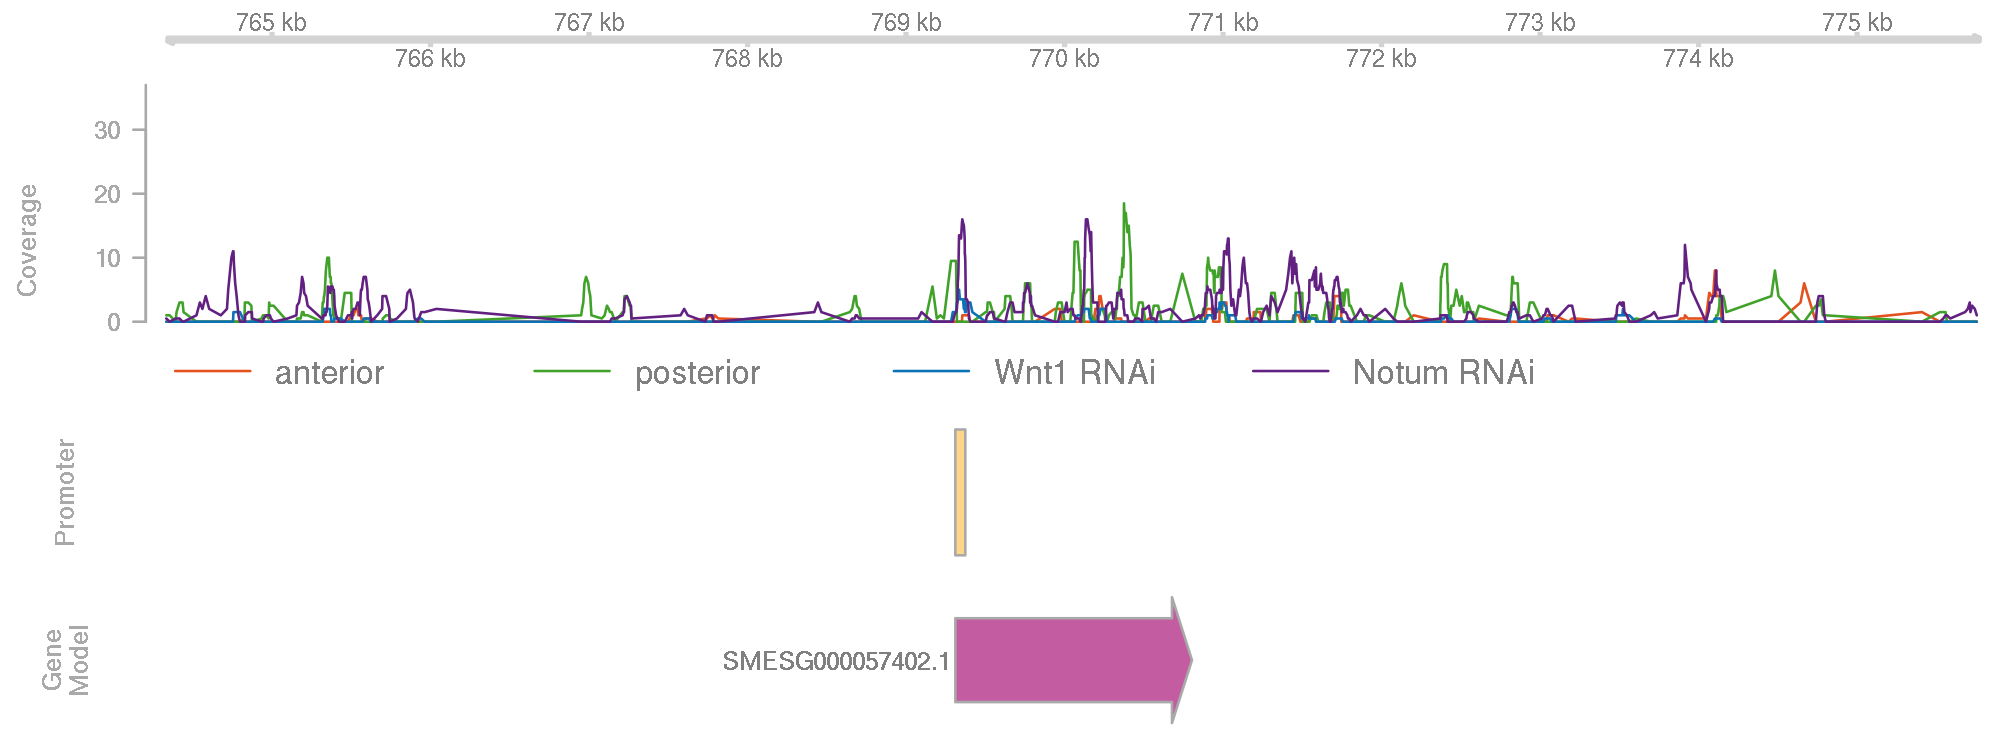 765 kb 767 kb 769 kb 771 kb 773 kb 775 kb
766 kb 768 kb 770 kb 772 kb 774 kb
Coverage
30
20
10
0
anterior posterior Wnt1 RNAi Notum RNAi
Promoter
Gene
Model
SMESG000057402.1